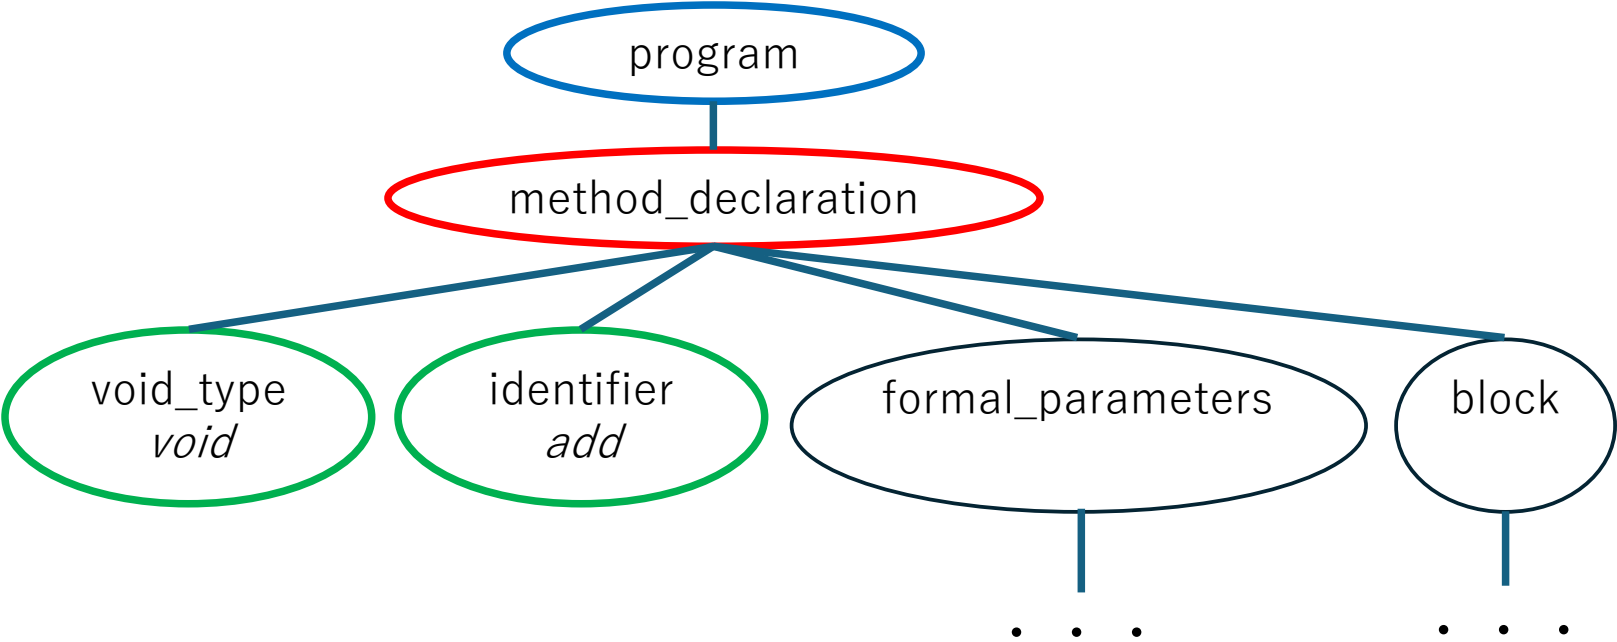 program
method_declaration
void_type
void
identifier
add
formal_parameters
block
. . .
. . .